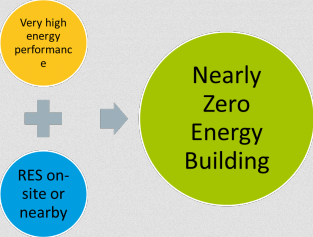 Very high
energy
performanc
e
RES on-
site or
nearby
Nearly
Zero
Energy
Building